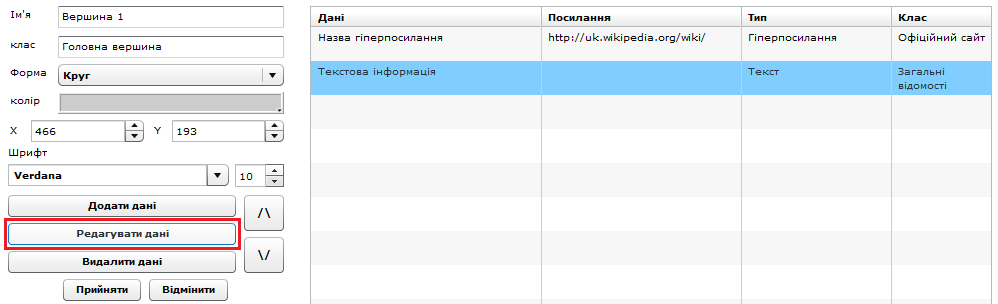 Ім'я Вершина 1
клас Головна вершина
Форма Круг
колір
X 466 Y 193
Шрифт
Verdana 10
Додати дані
/\
Редагувати дані
\/
Видалити дані
Прийняти Відмінити
Дані Посилання Тип Клас
Назва гіперпосилання http://uk.wikipedia.org/wiki/ Гіперпосилання Офіційний сайт
Текстова інформація Текст Загальні
відомості